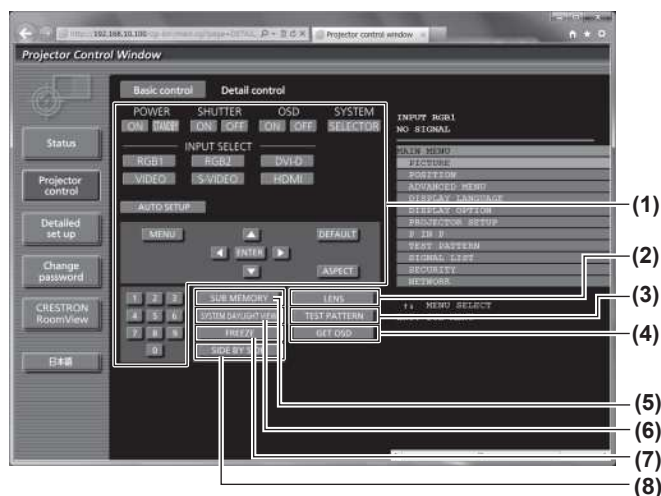 Projector control window
Projector Control Window
Basic control Detail control
POWER SHUTTER OSD SYSTEM
ON STANDBY ON OFF ON OFF SELECTOR
INPUT SELECT
RGB1 RGB2 DVI-D
VIDEO S-VIDEO HDMI
AUTO SETUP
MENU DEFAULT
ENTER
ASPECT
1 2 3
4 5 6
7 8 9
0
SUB MEMORY
SYSTEM DAYLIGHT VIEW
FREEZE
SIDE BY SIDE
LENS
TEST PATTERN
GET OSD
Status
Projector
control
Detailed
set up
Change
password
CRESTRON
RoomView
日本語
INPUT RGB1
NO SIGNAL
MAIN MENU
PICTURE
POSITION
ADVANCED MENU
DISPLAY LANGUAGE
DISPLAY OPTION
PROJECTOR SETUP
P IN P
TEST PATTERN
SIGNAL LIST
SECURITY
NETWORK
MENU SELECT
(1)
(2)
(3)
(4)
(5)
(6)
(7)
(8)